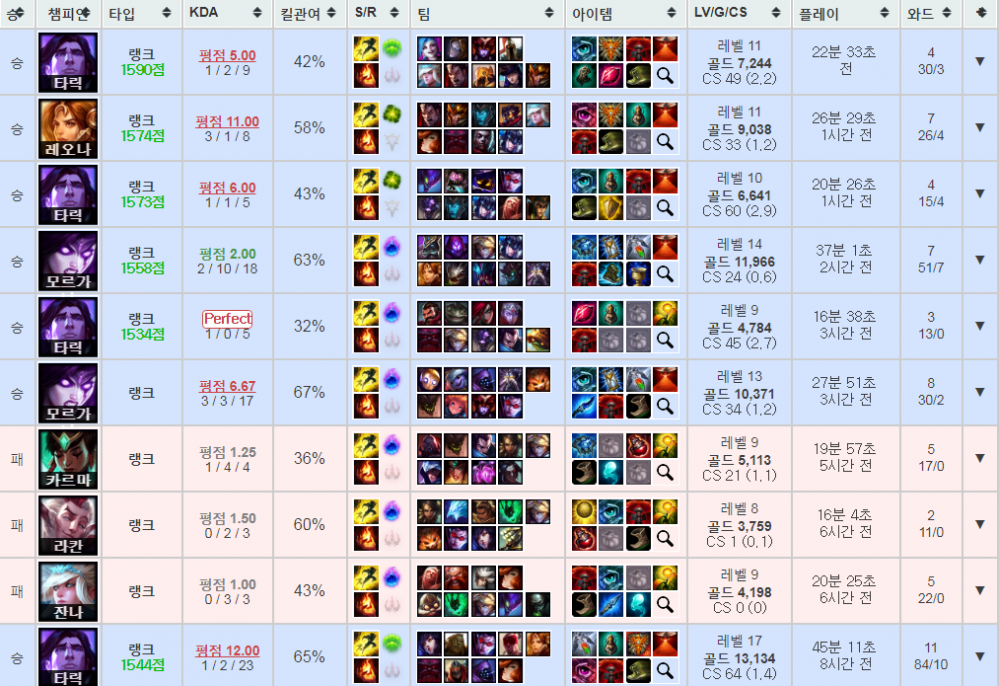 승 챔피언 타입 KDA 킬관여 S/R 팀 아이템 LV/G/CS 플레이 와드
승 타릭 랭크 1590점 평점 5.00 1 / 2 / 9 42% 레벨 11 골드 7,244 CS 49 (2,2) 22분 33초 전 4 30/3
승 레오나 랭크 1574점 평점 11.00 3 / 1 / 8 58% 레벨 11 골드 9,038 CS 33 (1,2) 26분 29초 1시간 전 7 26/4
승 타릭 랭크 1573점 평점 6.00 1 / 1 / 5 43% 레벨 10 골드 6,641 CS 60 (2,9) 20분 26초 1시간 전 4 15/4
승 모르가 랭크 1558점 평점 2.00 2 / 10 / 18 63% 레벨 14 골드 11,966 CS 24 (0,6) 37분 1초 2시간 전 7 51/7
승 타릭 랭크 1534점 Perfect 1 / 0 / 5 32% 레벨 9 골드 4,784 CS 45 (2,7) 16분 38초 3시간 전 3 13/0
승 모르가 랭크 평점 6.67 3 / 3 / 17 67% 레벨 13 골드 10,371 CS 34 (1,2) 27분 51초 3시간 전 8 30/2
패 카르마 랭크 평점 1.25 1 / 4 / 4 36% 레벨 9 골드 5,113 CS 21 (1,1) 19분 57초 5시간 전 5 17/0
패 라칸 랭크 평점 1.50 0 / 2 / 3 60% 레벨 8 골드 3,759 CS 1 (0,1) 16분 4초 6시간 전 2 11/0
패 잔나 랭크 평점 1.00 0 / 3 / 3 43% 레벨 9 골드 4,198 CS 0 (0) 20분 25초 6시간 전 5 22/0
승 타릭 랭크 1544점 평점 12.00 1 / 2 / 23 65% 레벨 17 골드 13,134 CS 64 (1,4) 45분 11초 8시간 전 11 84/10